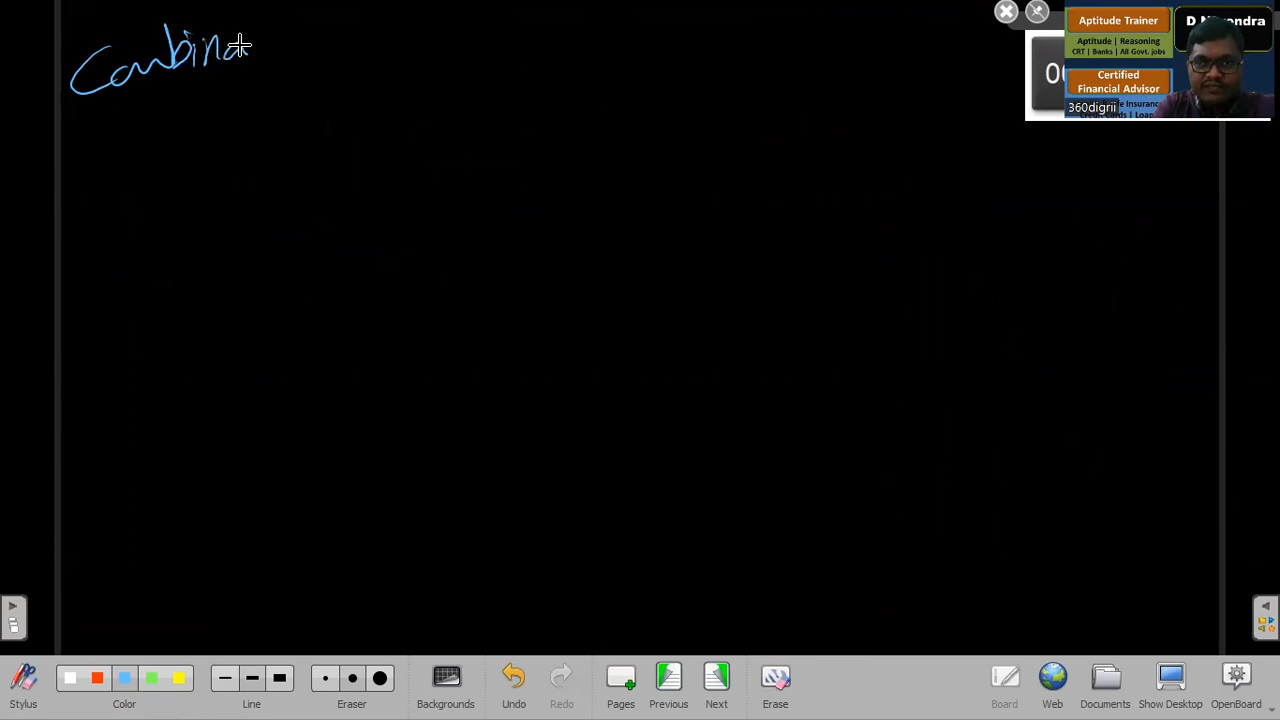 Combina
Aptitude Trainer
Aptitude | Reasoning
CRT | Banks | All Govt. jobs
Certified
Financial Advisor
360digrii
Stylus
Color
Line
Eraser
Backgrounds
Undo
Redo
Pages
Previous
Next
Erase
Board
Web
Documents
Show Desktop
OpenBoard